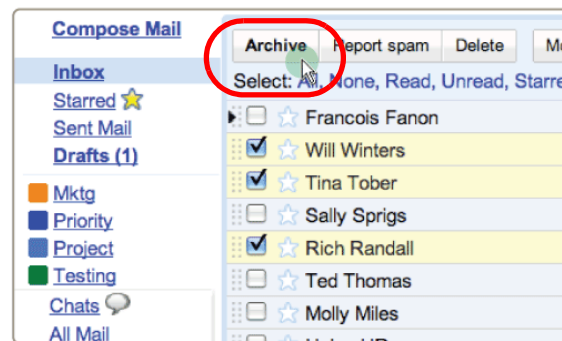 Compose Mail
Inbox
Starred
Sent Mail
Drafts (1)
Mktg
Priority
Project
Testing
Chats
All Mail
Archive Report spam Delete
Select: All, None, Read, Unread, Starre
Francois Fanon
Will Winters
Tina Tober
Sally Sprigs
Rich Randall
Ted Thomas
Molly Miles